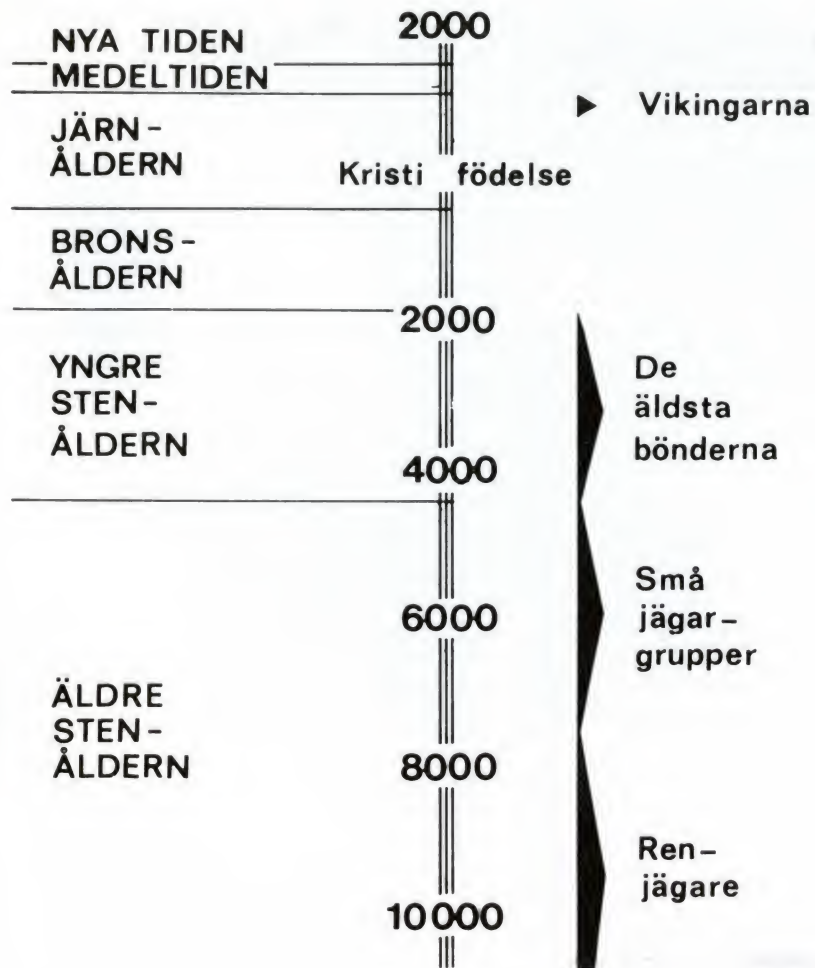 2000
NYA TIDEN
MEDELTIDEN
Vikingarna
JÄRN-
ÅLDERN
Kristi födelse
BRONS-
ÅLDERN
2000
YNGRE
STEN-
ÅLDERN
De
äldsta
bönderna
4000
Små
jägar-
grupper
6000
ÄLDRE
STEN-
ÅLDERN
8000
Ren-
jägare
10000